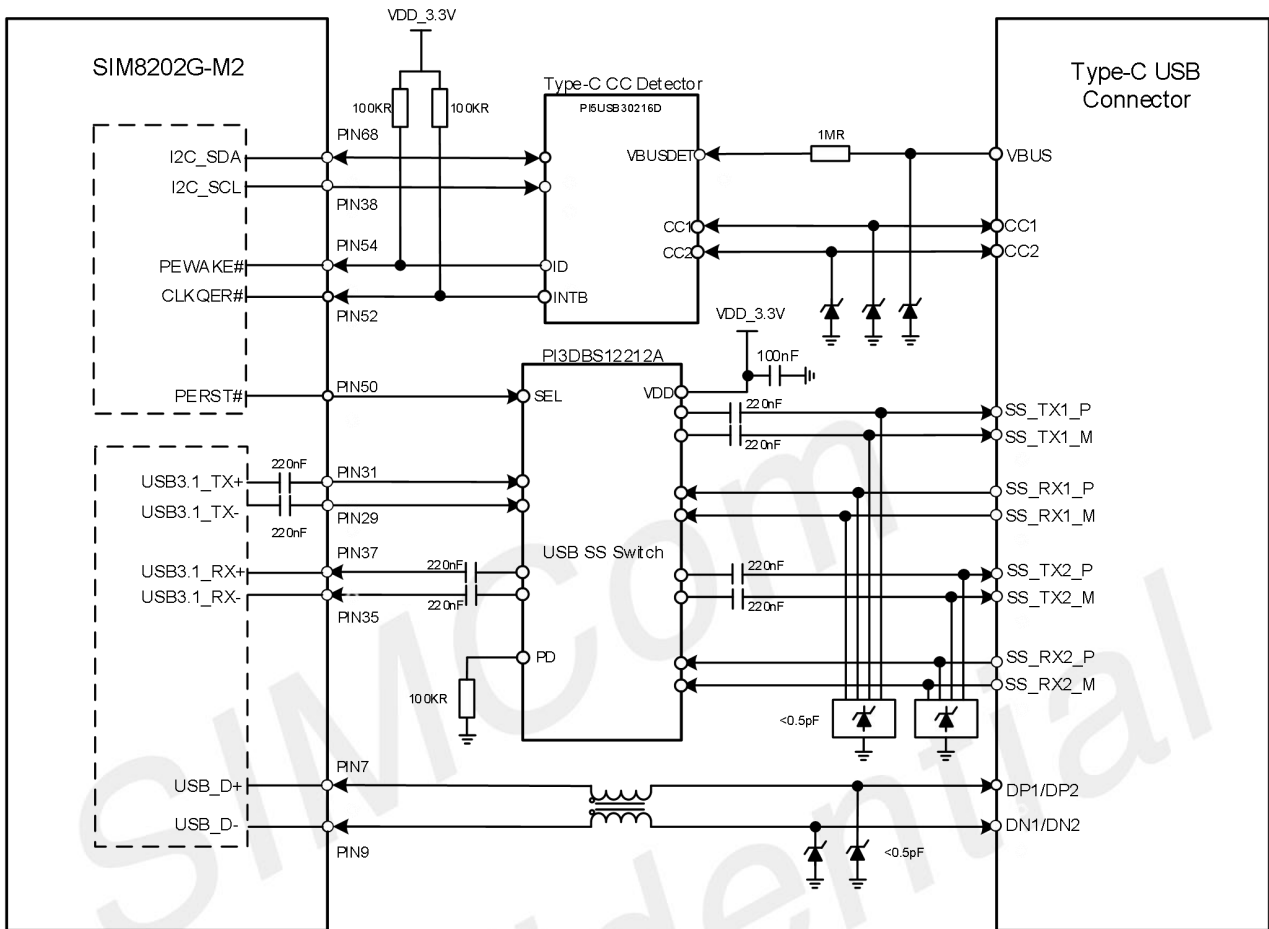 VDD_3.3V
SIM8202G-M2
Type-C CC Detector
PI5USB30216D
Type-C USB
Connector
100KR
100KR
PIN68
I2C_SDA
I2C_SCL
PIN38
PIN54
PEWAKE#
CLKQER#
PIN52
VBUSDET
1MR
VBUS
CC1
CC2
CC1
CC2
ID
INTB
VDD_3.3V
100nF
PI3DBS12212A
PERST#
PIN50
SEL
VDD
220nF
220nF
SS_TX1_P
SS_TX1_M
220nF
USB3.1_TX+
USB3.1_TX-
220nF
PIN31
PIN29
SS_RX1_P
SS_RX1_M
USB SS Switch
PIN37
USB3.1_RX+
USB3.1_RX-
PIN35
220nF
220nF
220nF
220nF
SS_TX2_P
SS_TX2_M
PD
100KR
SS_RX2_P
SS_RX2_M
<0.5pF
PIN7
USB_D+
USB_D-
PIN9
DP1/DP2
DN1/DN2
<0.5pF
SIMCom